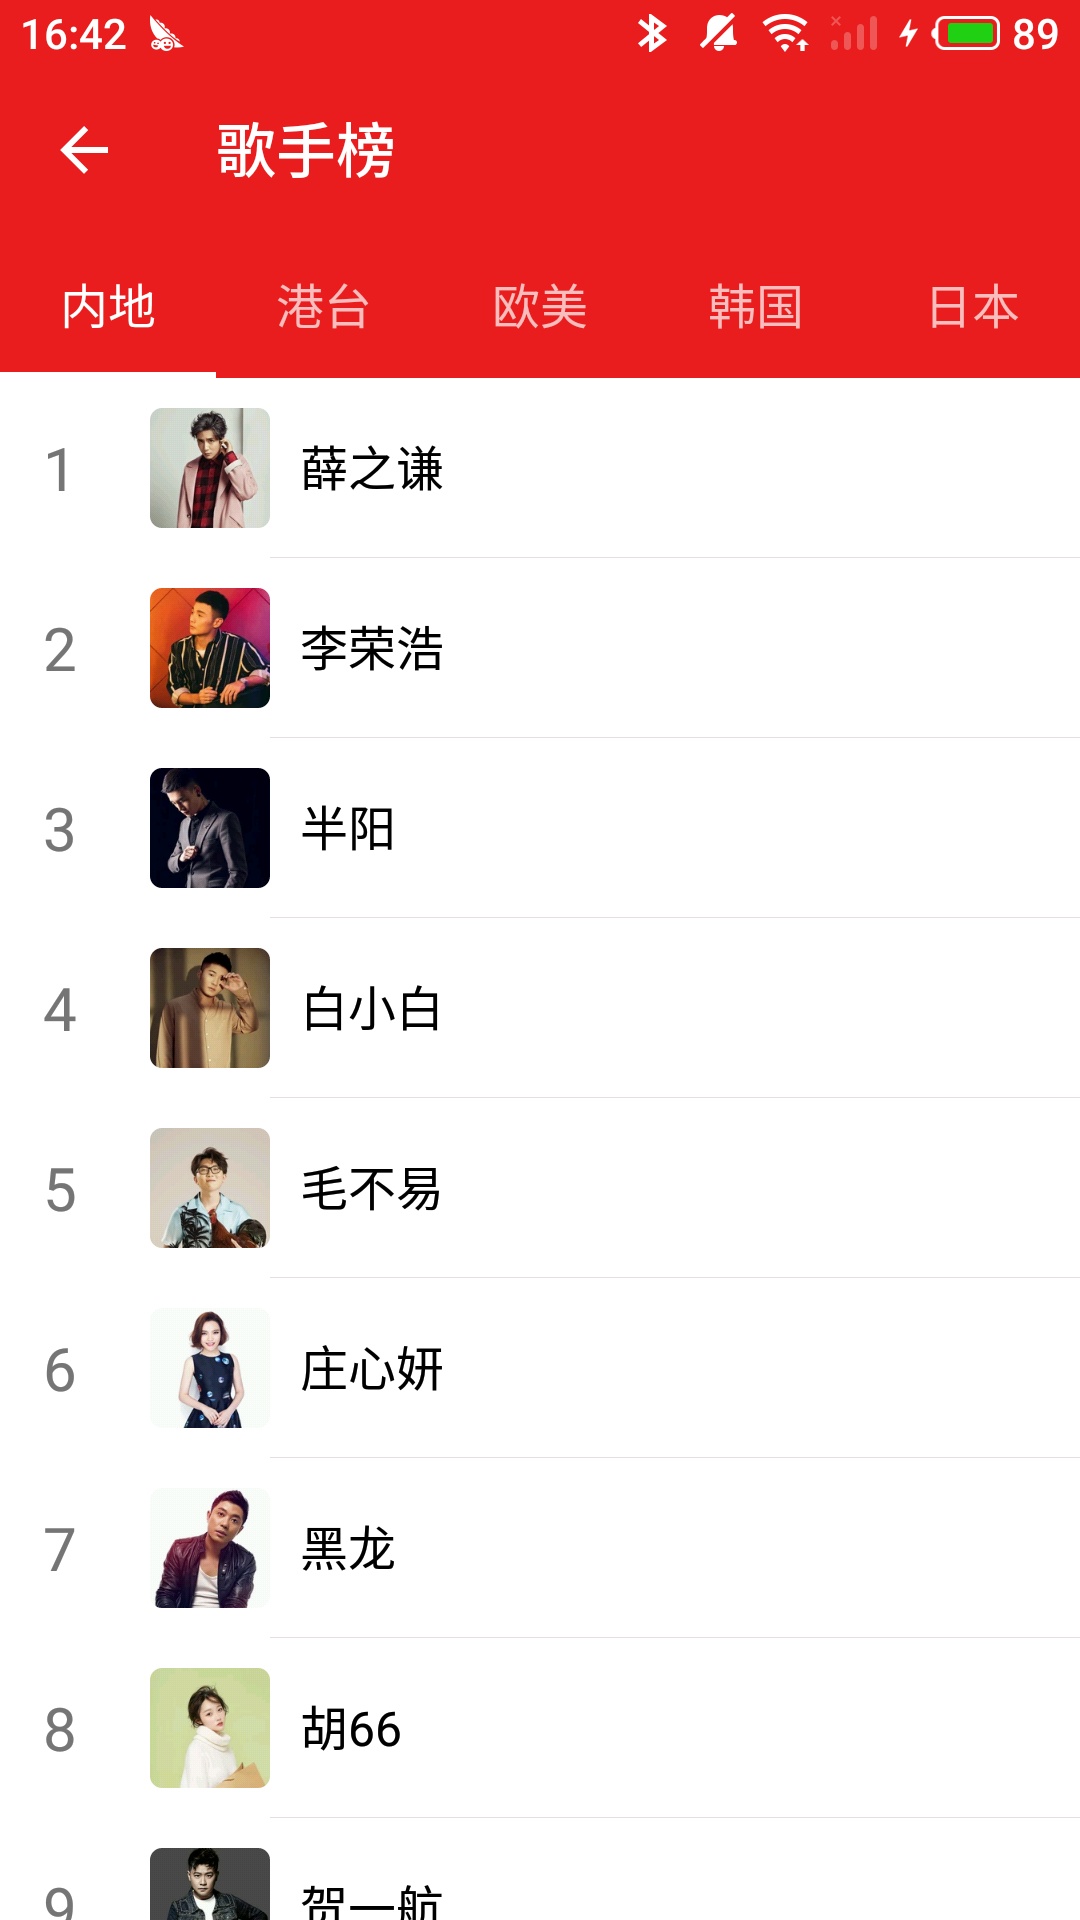 16:42 89
歌手榜
内地 港台 欧美 韩国 日本
1 薛之谦
2 李荣浩
3 半阳
4 白小白
5 毛不易
6 庄心妍
7 黑龙
8 胡66
9 贺一航